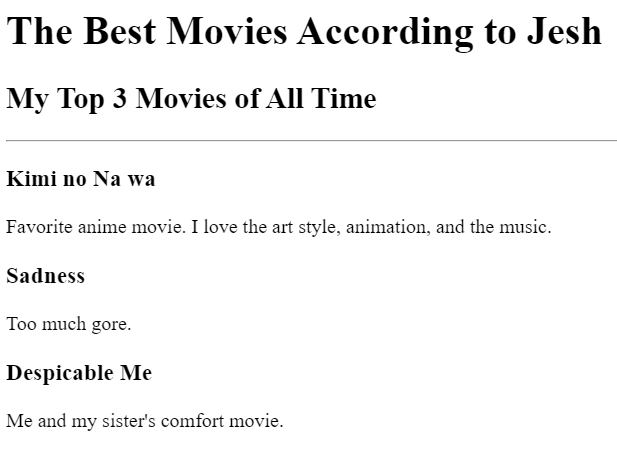 The Best Movies According to Jesh
My Top 3 Movies of All Time
Kimi no Na wa
Favorite anime movie. I love the art style, animation, and the music.
Sadness
Too much gore.
Despicable Me
Me and my sister's comfort movie.